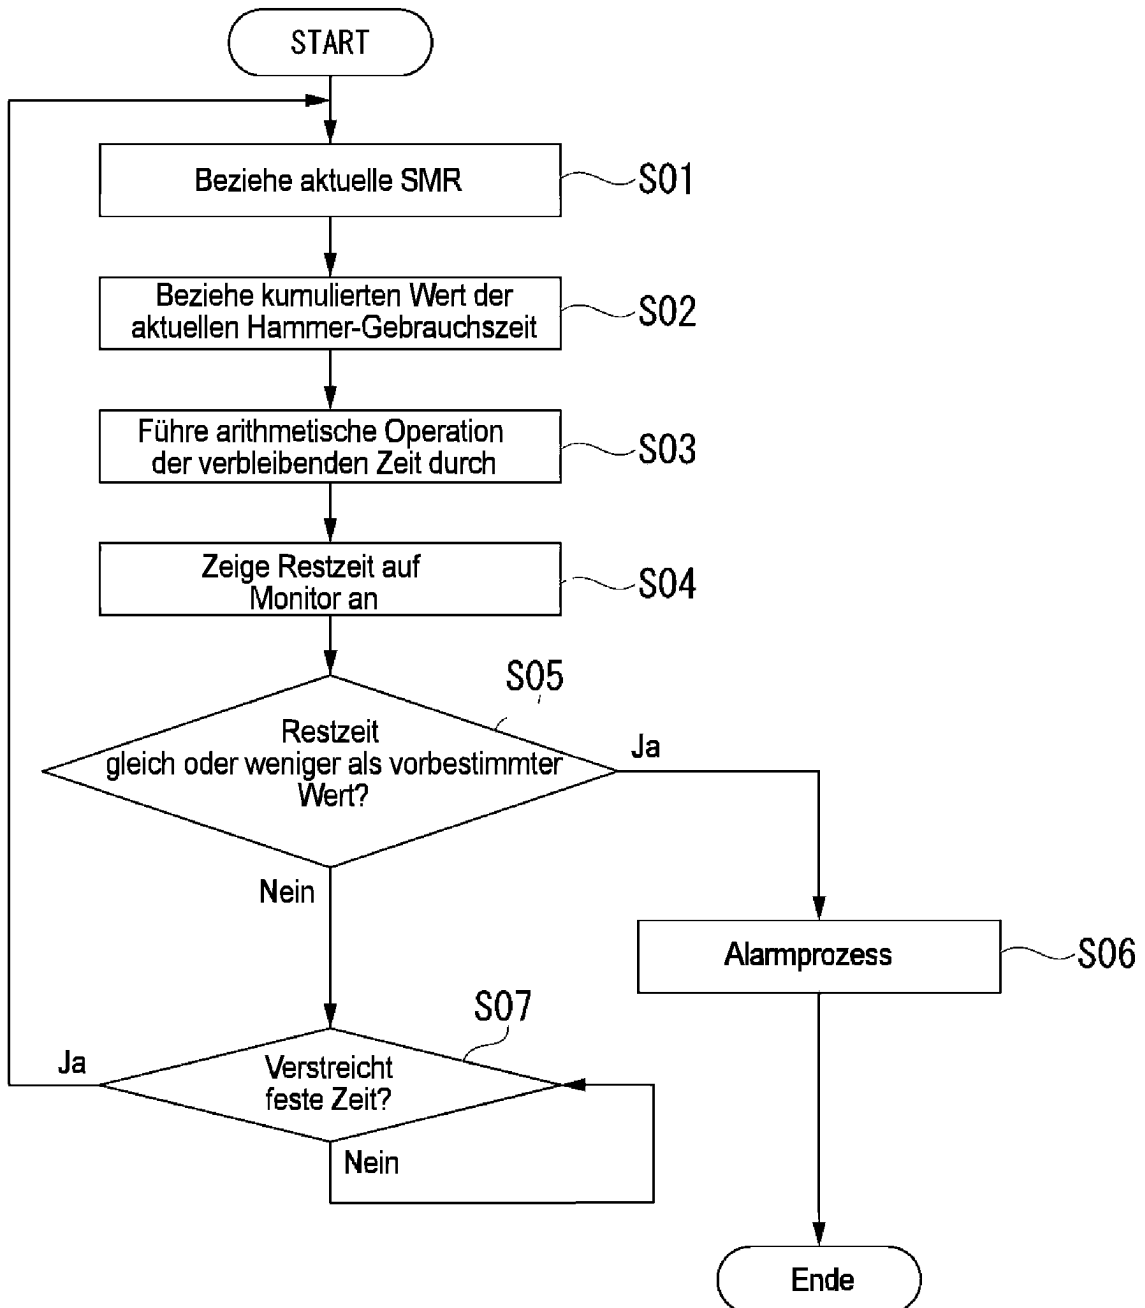 START
Beziehe aktuelle SMR
S01
Beziehe kumulierten Wert der
aktuellen Hammer-Gebrauchszeit
S02
Führe arithmetische Operation
der verbleibenden Zeit durch
S03
Zeige Restzeit auf
Monitor an
S04
S05
Restzeit
gleich oder weniger als vorbestimmter
Wert?
Ja
Nein
Alarmprozess
S06
S07
Verstreicht
feste Zeit?
Ja
Nein
Ende